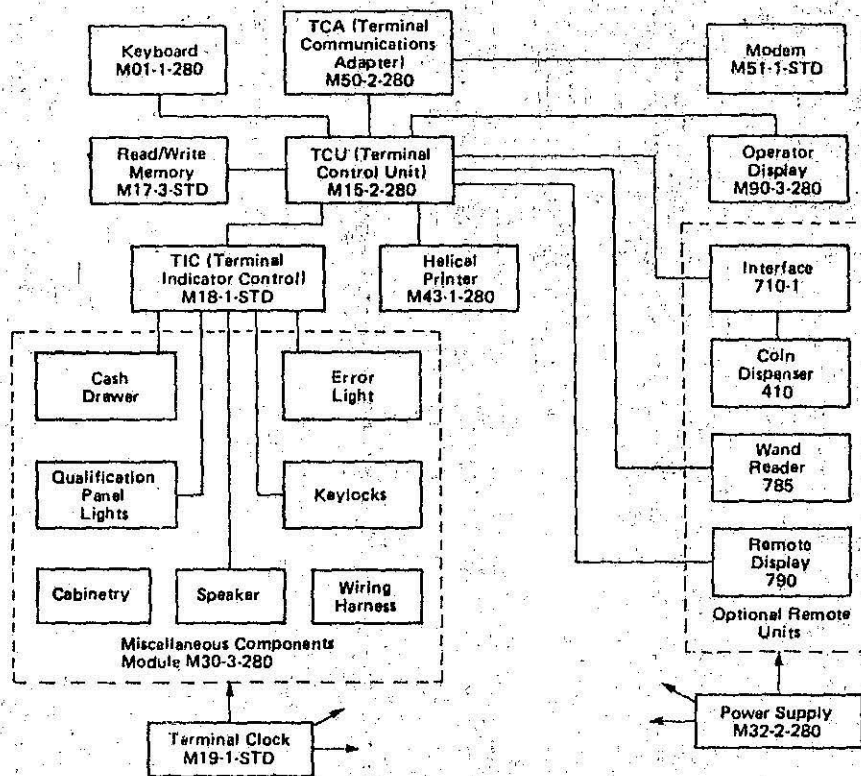 Keyboard
M01-1-280
TCA (Terminal
Communications
Adapter)
M50-2-280
Modem
M51-1-STD
Read/Write
Memory
M17-3-STD
TCU (Terminal
Control Unit)
M15-2-280
Operator
Display
M90-3-280
TIC (Terminal
Indicator Control)
M18-1-STD
Helical
Printer
M43-1-280
Interface
710-1
Cash
Drawer
Error
Light
Coin
Dispenser
410
Qualification
Panel
Lights
Keylocks
Wand
Reader
785
Remote
Display
790
Cabinetry
Speaker
Wiring
Harness
Optional Remote
Units
Miscellaneous Components
Module M30-3-280
Terminal Clock
M19-1-STD
Power Supply
M32-2-280